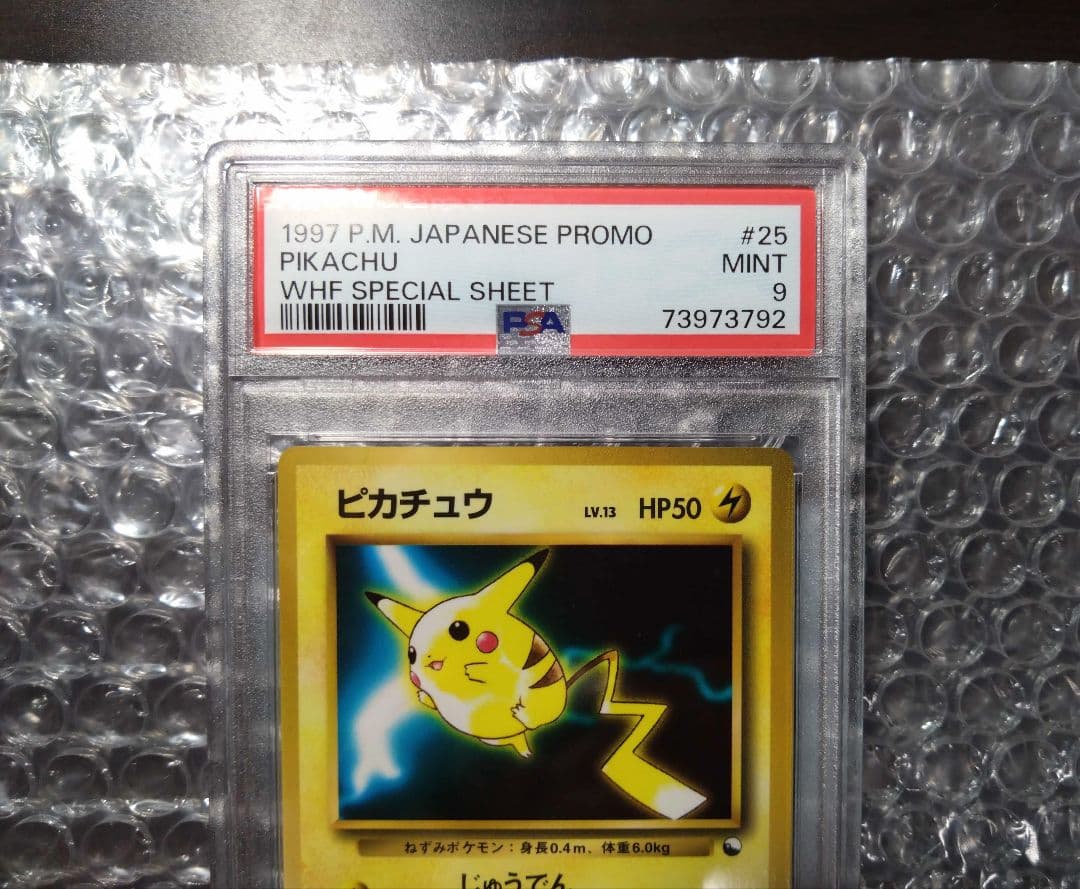 1997 P.M. JAPANESE PROMO #25
PIKACHU MINT
WHF SPECIAL SHEET 9
PSA 73973792
ピカチュウ LV.13 HP50
ねずみポケモン：身長0.4m、体重6.0kg
じゅうでん